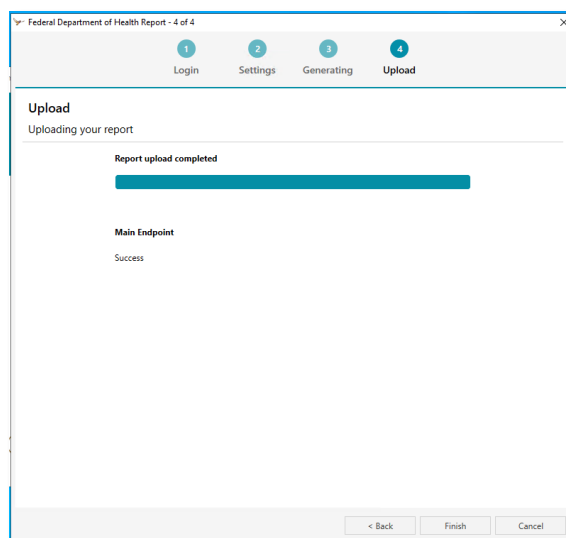 Federal Department of Health Report - 4 of 4
1 2 3 4
Login Settings Generating Upload
Upload
Uploading your report
Report upload completed
Main Endpoint
Success
< Back Finish Cancel